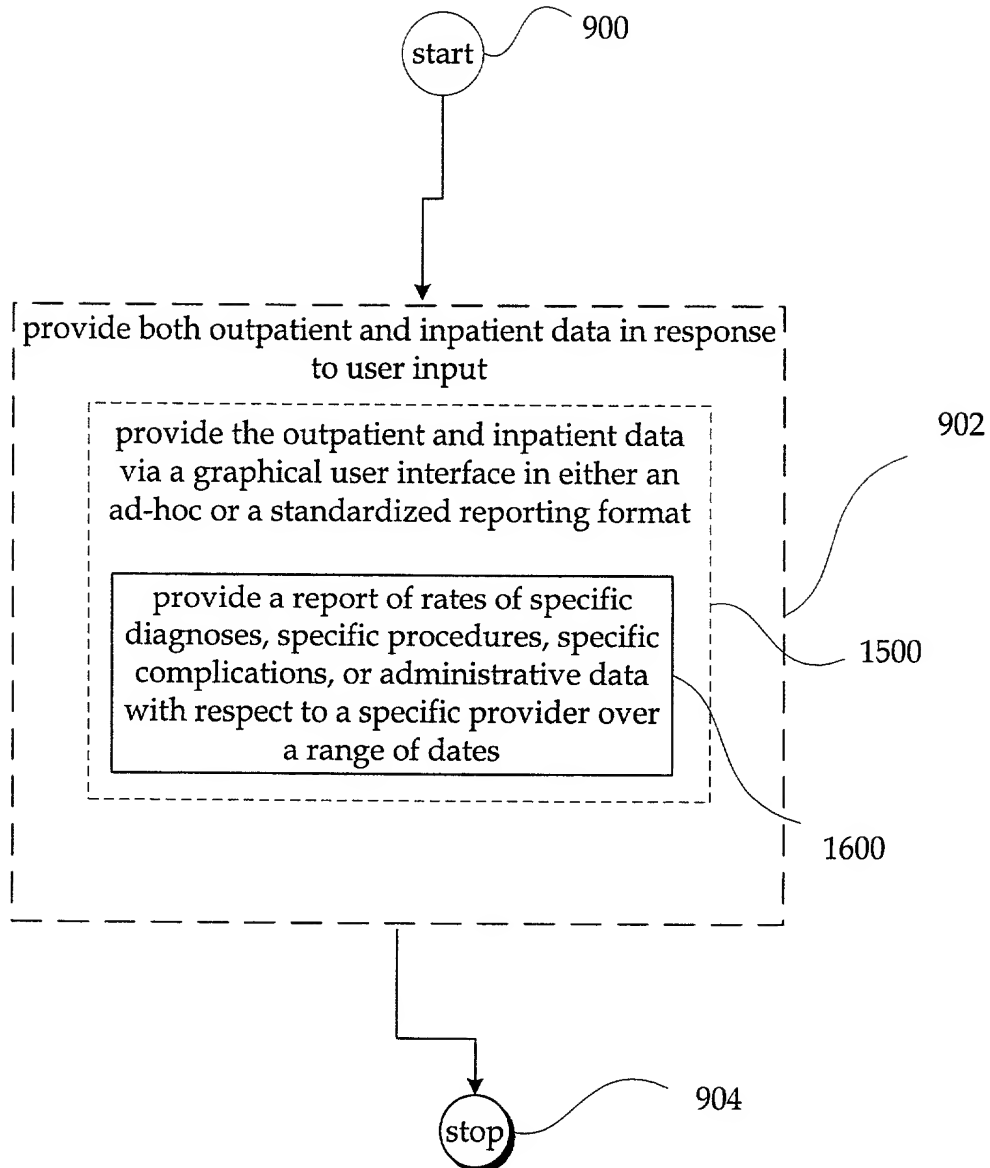 900
start
provide both outpatient and inpatient data in response
to user input
provide the outpatient and inpatient data
via a graphical user interface in either an
ad-hoc or a standardized reporting format
902
provide a report of rates of specific
diagnoses, specific procedures, specific
complications, or administrative data
with respect to a specific provider over
a range of dates
1500
1600
904
stop